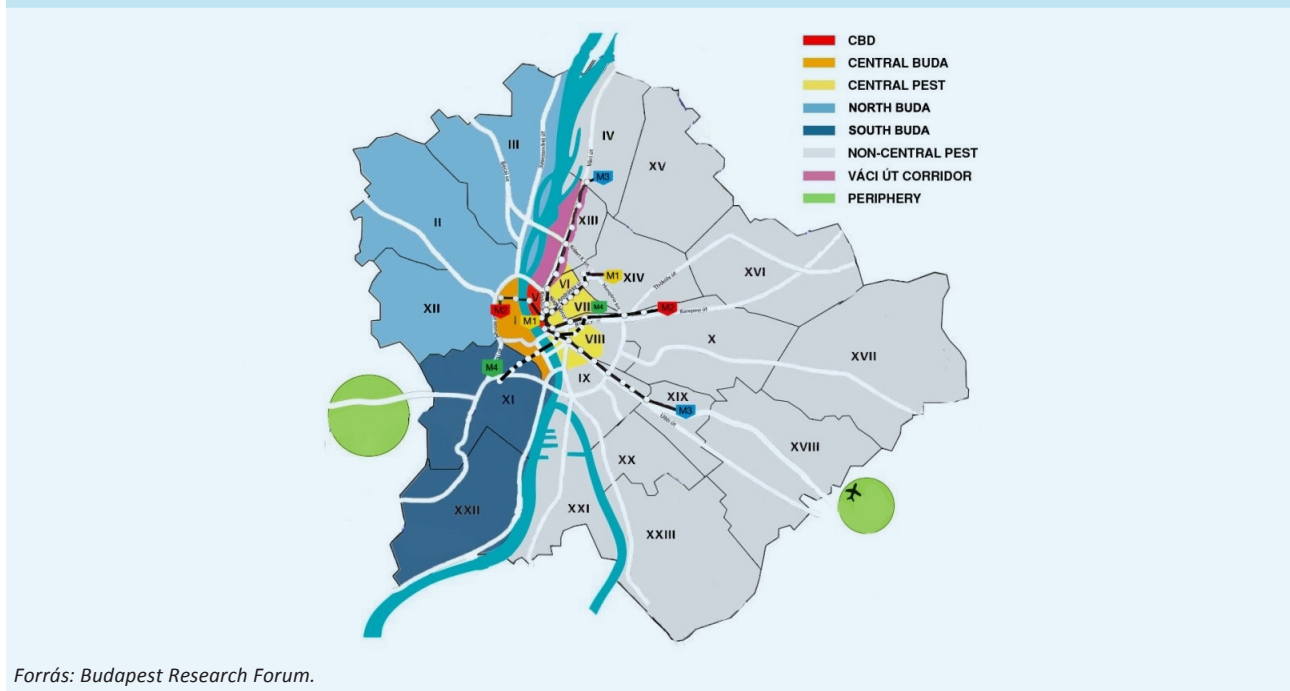 CBD
CENTRAL BUDA
CENTRAL PEST
NORTH BUDA
SOUTH BUDA
NON-CENTRAL PEST
VÁCI ÚT CORRIDOR
PERIPHERY
III
IV
XV
II
XIII
M3
XII
VI
M1
XIV
XVI
V
M2
I
M1
VII
M4
M2
VIII
X
XVII
M4
XI
IX
XIX
M3
XVIII
XX
XXII
XXI
XXIII
Forrás: Budapest Research Forum.